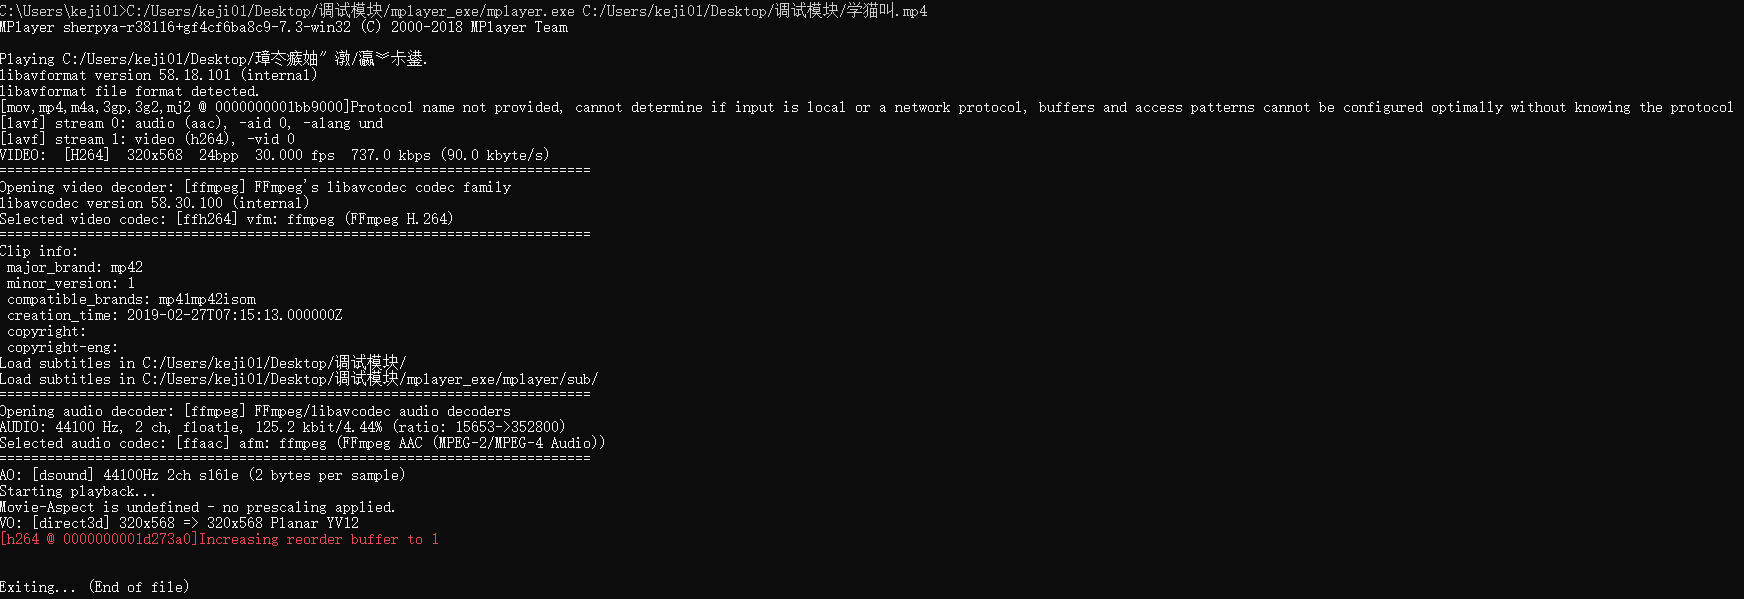 C:\Users\keji01>C:/Users/keji01/Desktop/调试模块/mplayer_exe/mplayer.exe C:/Users/keji01/Desktop/调试模块/学猫叫.mp4
MPlayer sherpya-r38116+gf4cf6ba8c9-7.3-win32 (C) 2000-2018 MPlayer Team
Playing C:/Users/keji01/Desktop/
libavformat version 58.18.101 (internal)
libavformat file format detected.
[mov,mp4,m4a,3gp,3g2,mj2 @ 0000000001bb9000]Protocol name not provided, cannot determine if input is local or a network protocol, buffers and access patterns cannot be configured optimally without knowing the protocol
[lavf] stream 0: audio (aac), -aid 0, -alang und
[lavf] stream 1: video (h264), -vid 0
VIDEO:  [H264]  320x568  24bpp  30.000 fps  737.0 kbps (90.0 kbyte/s)
==========================================================================
Opening video decoder: [ffmpeg] FFmpeg's libavcodec codec family
libavcodec version 58.30.100 (internal)
Selected video codec: [ffh264] vfm: ffmpeg (FFmpeg H.264)
==========================================================================
Clip info:
 major_brand: mp42
 minor_version: 1
 compatible_brands: mp41mp42isom
 creation_time: 2019-02-27T07:15:13.000000Z
 copyright:
 copyright-eng:
Load subtitles in C:/Users/keji01/Desktop/调试模块/
Load subtitles in C:/Users/keji01/Desktop/调试模块/mplayer_exe/mplayer/sub/
==========================================================================
Opening audio decoder: [ffmpeg] FFmpeg/libavcodec audio decoders
AUDIO: 44100 Hz, 2 ch, floatle, 125.2 kbit/4.44% (ratio: 15653->352800)
Selected audio codec: [ffaac] afm: ffmpeg (FFmpeg AAC (MPEG-2/MPEG-4 Audio))
==========================================================================
AO: [dsound] 44100Hz 2ch s16le (2 bytes per sample)
Starting playback...
Movie-Aspect is undefined - no prescaling applied.
VO: [direct3d] 320x568 => 320x568 Planar YV12
[h264 @ 0000000001d273a0]Increasing reorder buffer to 1
Exiting... (End of file)